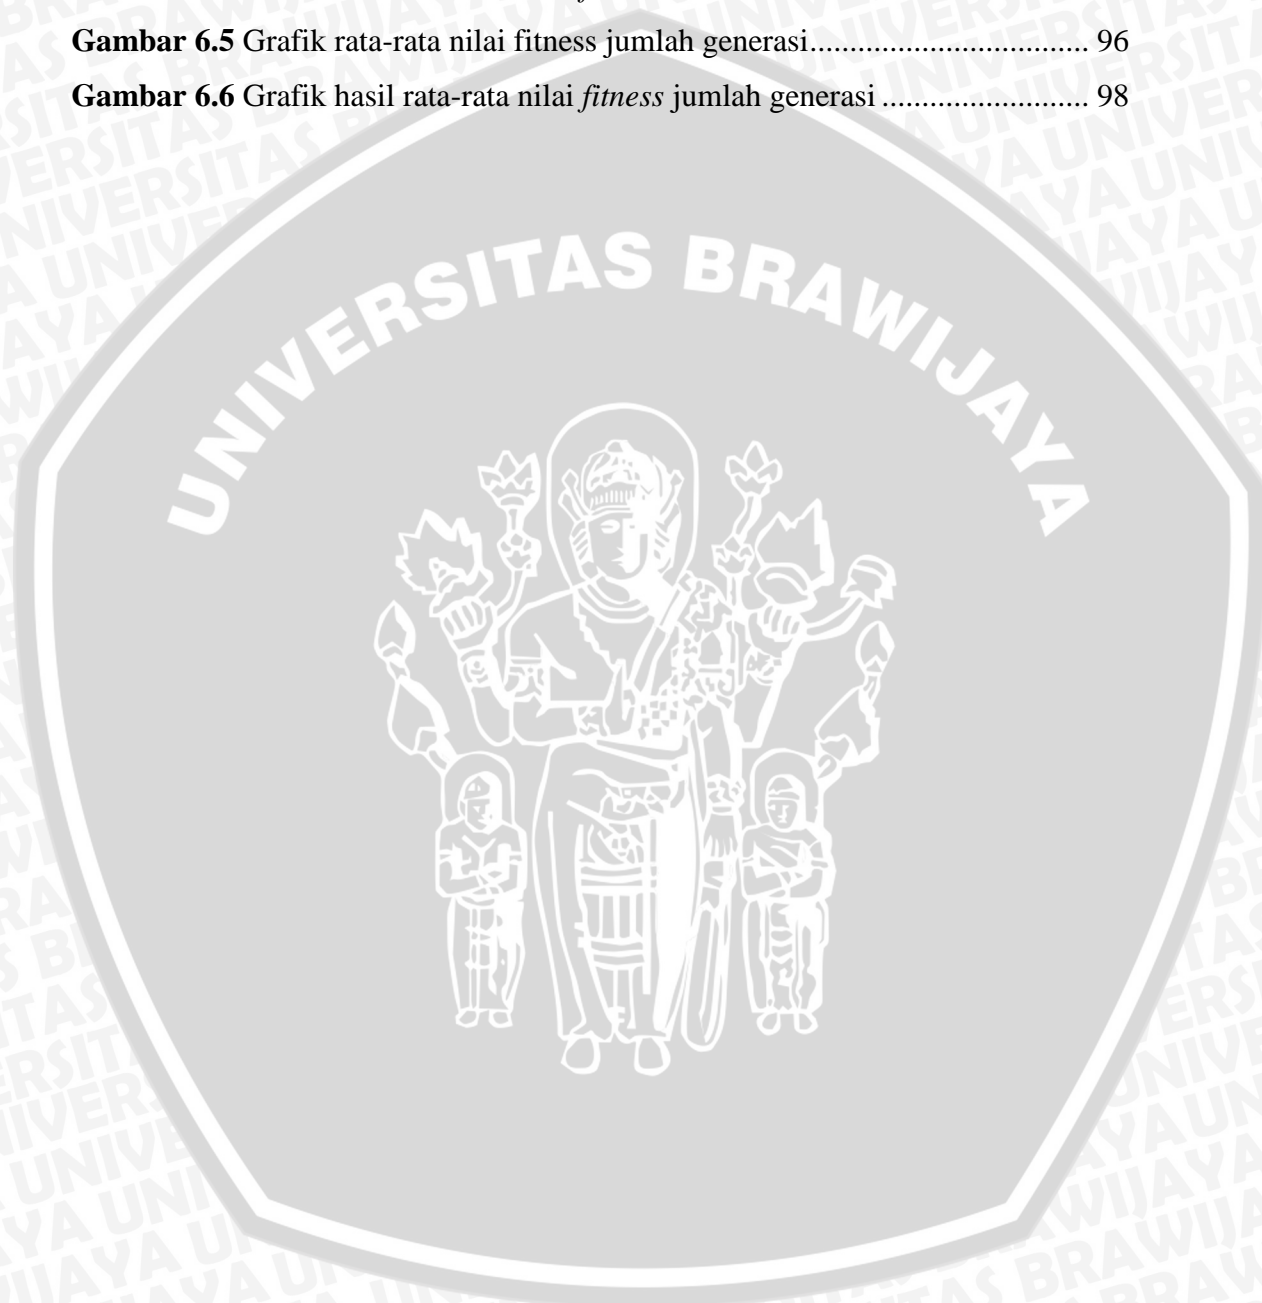 Gambar 6.5 Grafik rata-rata nilai fitness jumlah generasi.................................. 96
Gambar 6.6 Grafik hasil rata-rata nilai fitness jumlah generasi ......................... 98
UNIVERSITAS BRAWIJAYA